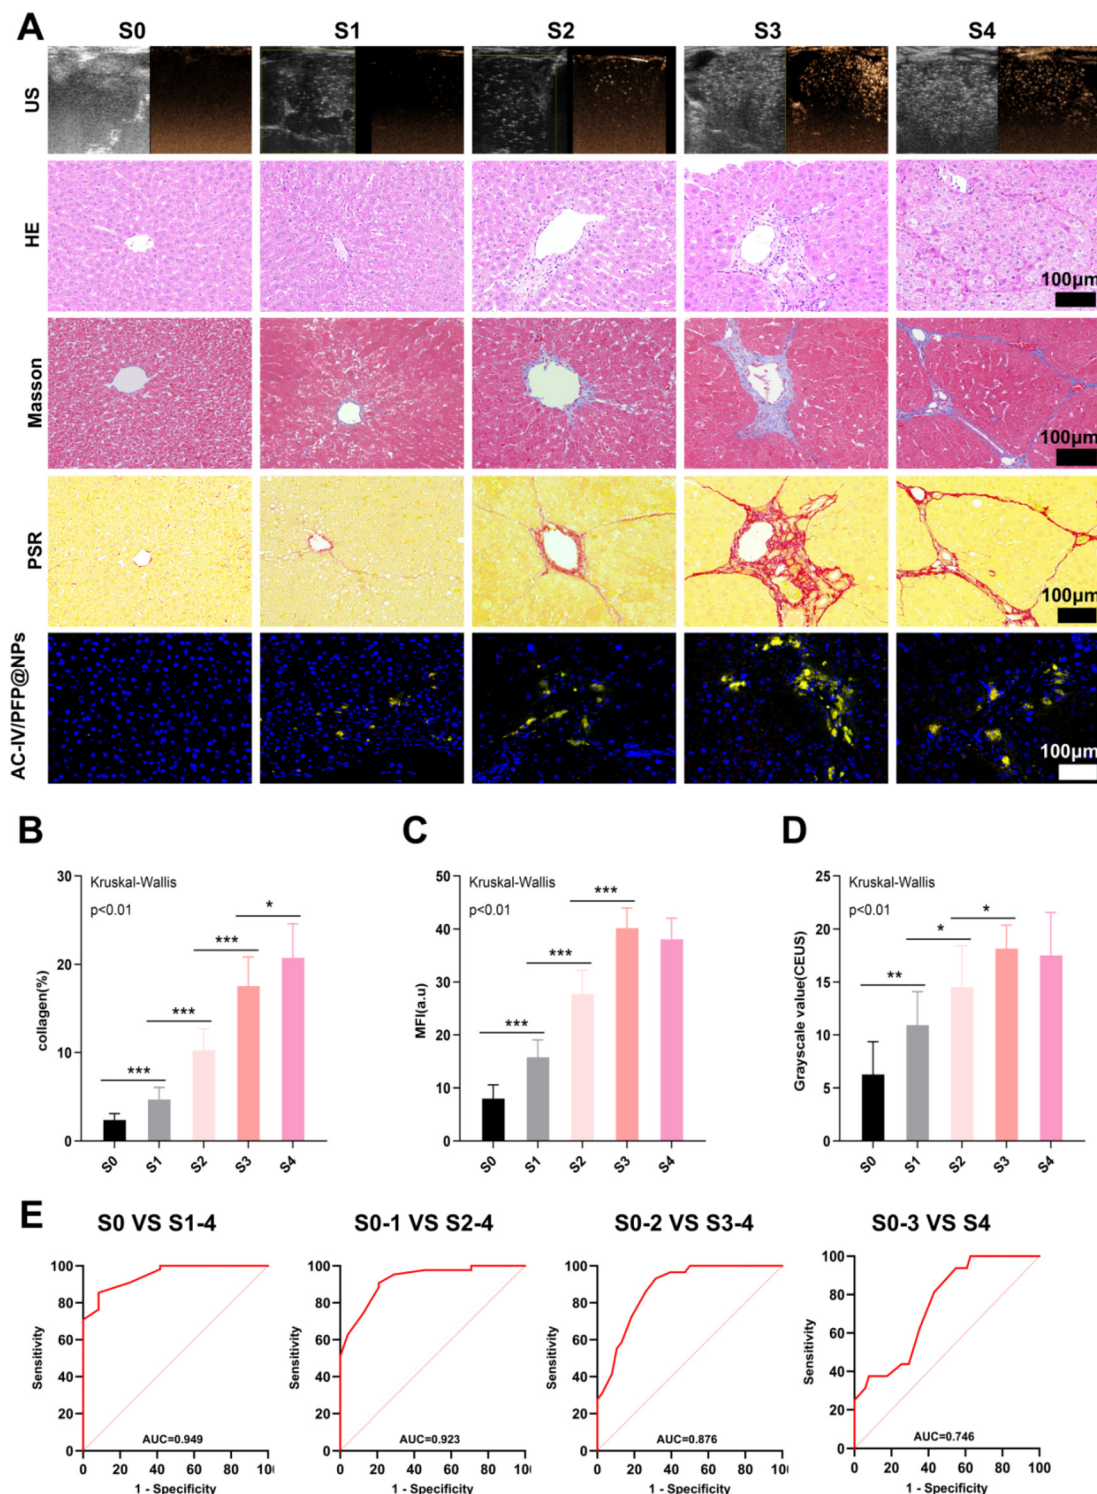 A
S0 S1 S2 S3 S4
US
HE
100μm
Masson
100μm
PSR
100μm
AC-IV/PFP@NPs
100μm
B
30
Kruskal-Wallis
p<0.01
*
***
***
***
20
10
0
collagen(%)
S0 S1 S2 S3 S4
C
50
Kruskal-Wallis
p<0.01
***
***
***
40
30
20
10
0
MFI(a.u)
S0 S1 S2 S3 S4
D
25
Kruskal-Wallis
p<0.01
*
*
**
20
15
10
5
0
Grayscale value(CEUS)
S0 S1 S2 S3 S4
E
S0 VS S1-4
100
80
60
40
20
0
Sensitivity
AUC=0.949
0 20 40 60 80 10
1 - Specificity
S0-1 VS S2-4
100
80
60
40
20
0
Sensitivity
AUC=0.923
0 20 40 60 80 10
1 - Specificity
S0-2 VS S3-4
100
80
60
40
20
0
Sensitivity
AUC=0.876
0 20 40 60 80 10
1 - Specificity
S0-3 VS S4
100
80
60
40
20
0
Sensitivity
AUC=0.746
0 20 40 60 80 100
1 - Specificity